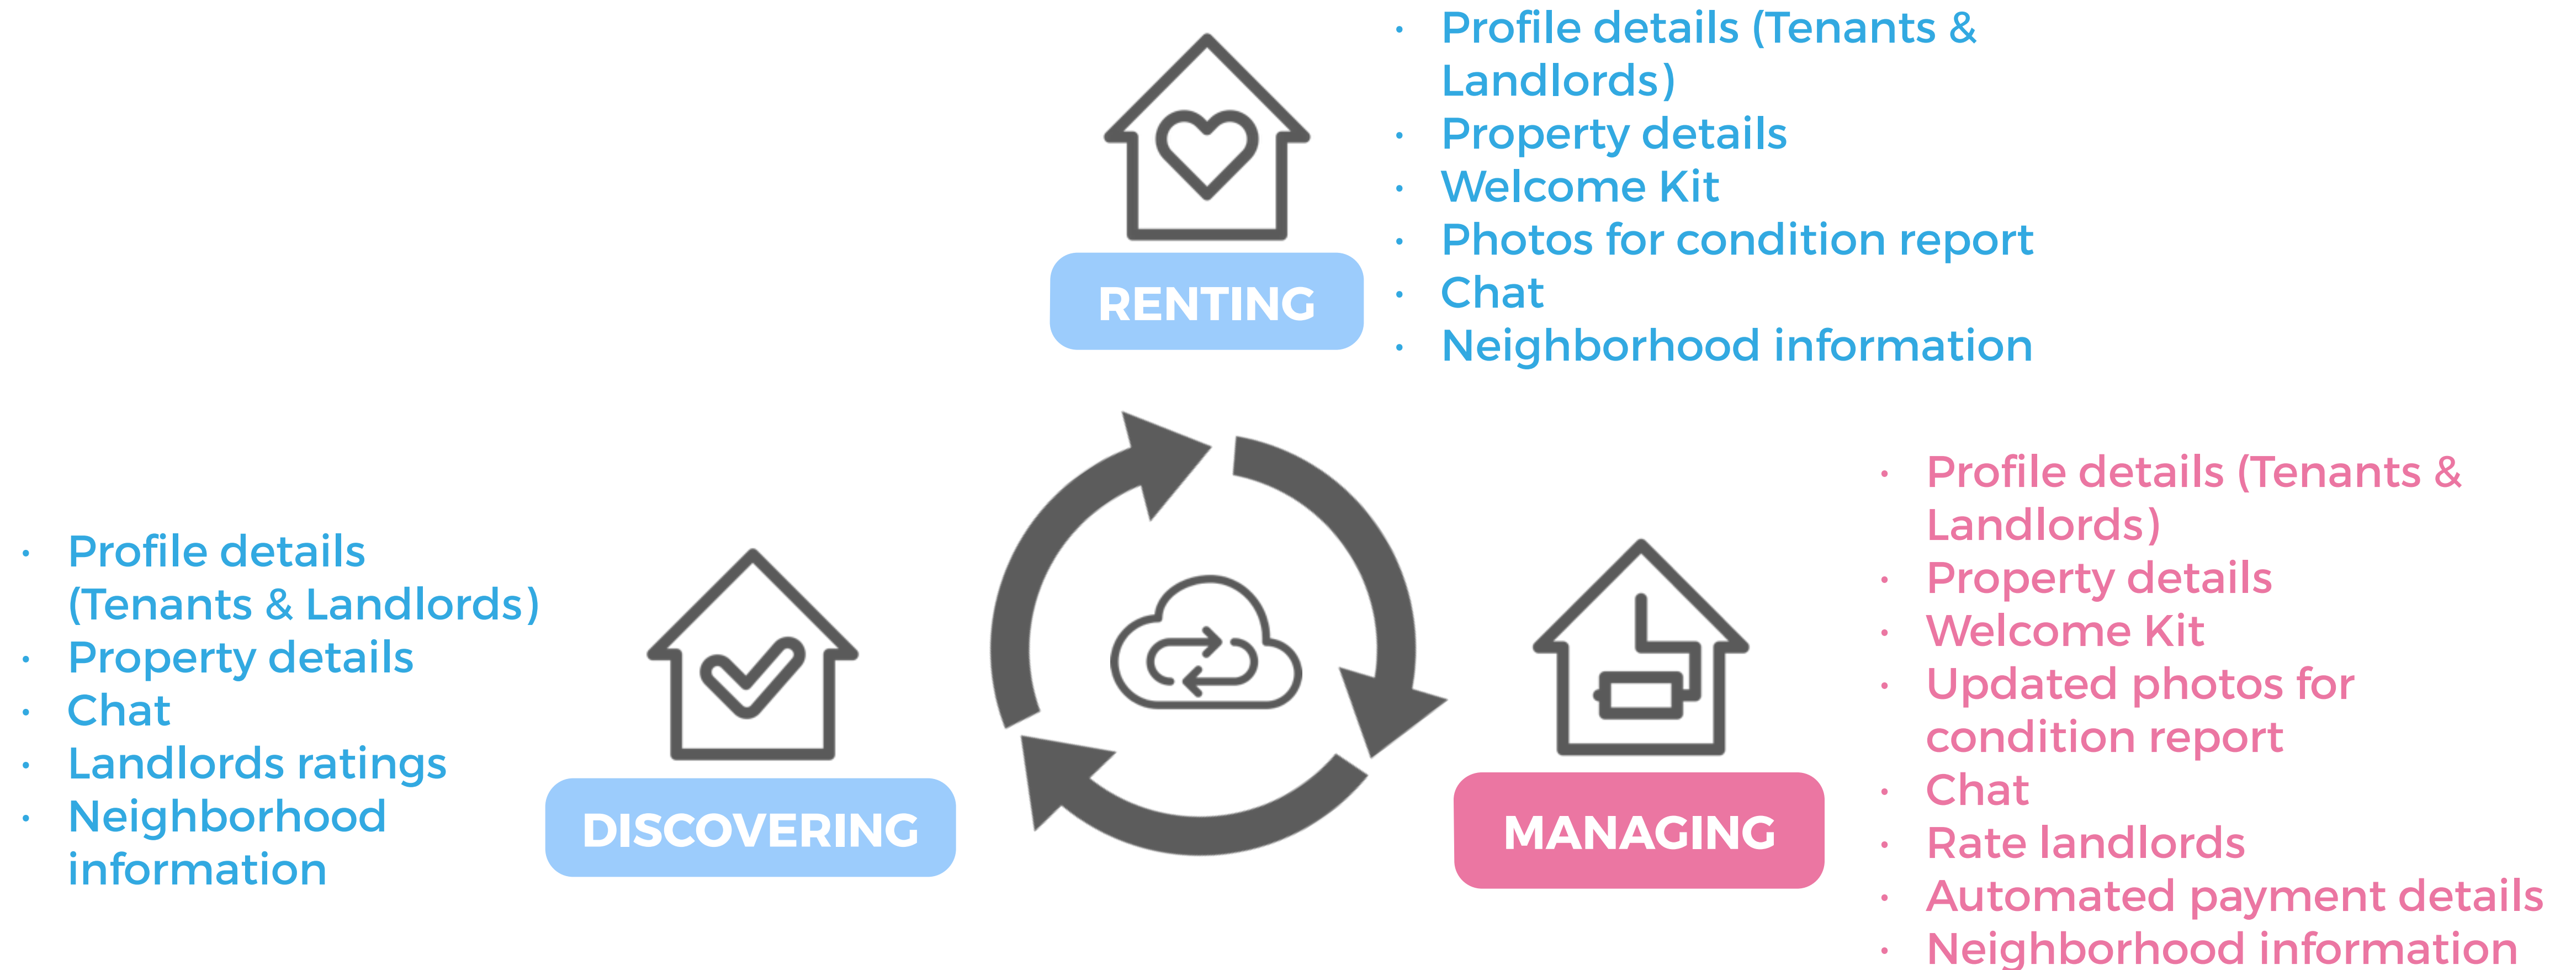 · Profile details (Tenants &
Landlords)
· Property details
· Welcome Kit
· Photos for condition report
· Chat
· Neighborhood information
RENTING
· Profile details
(Tenants & Landlords)
· Property details
· Chat
· Landlords ratings
· Neighborhood
information
DISCOVERING
MANAGING
· Profile details (Tenants &
Landlords)
· Property details
· Welcome Kit
· Updated photos for
condition report
· Chat
· Rate landlords
· Automated payment details
· Neighborhood information